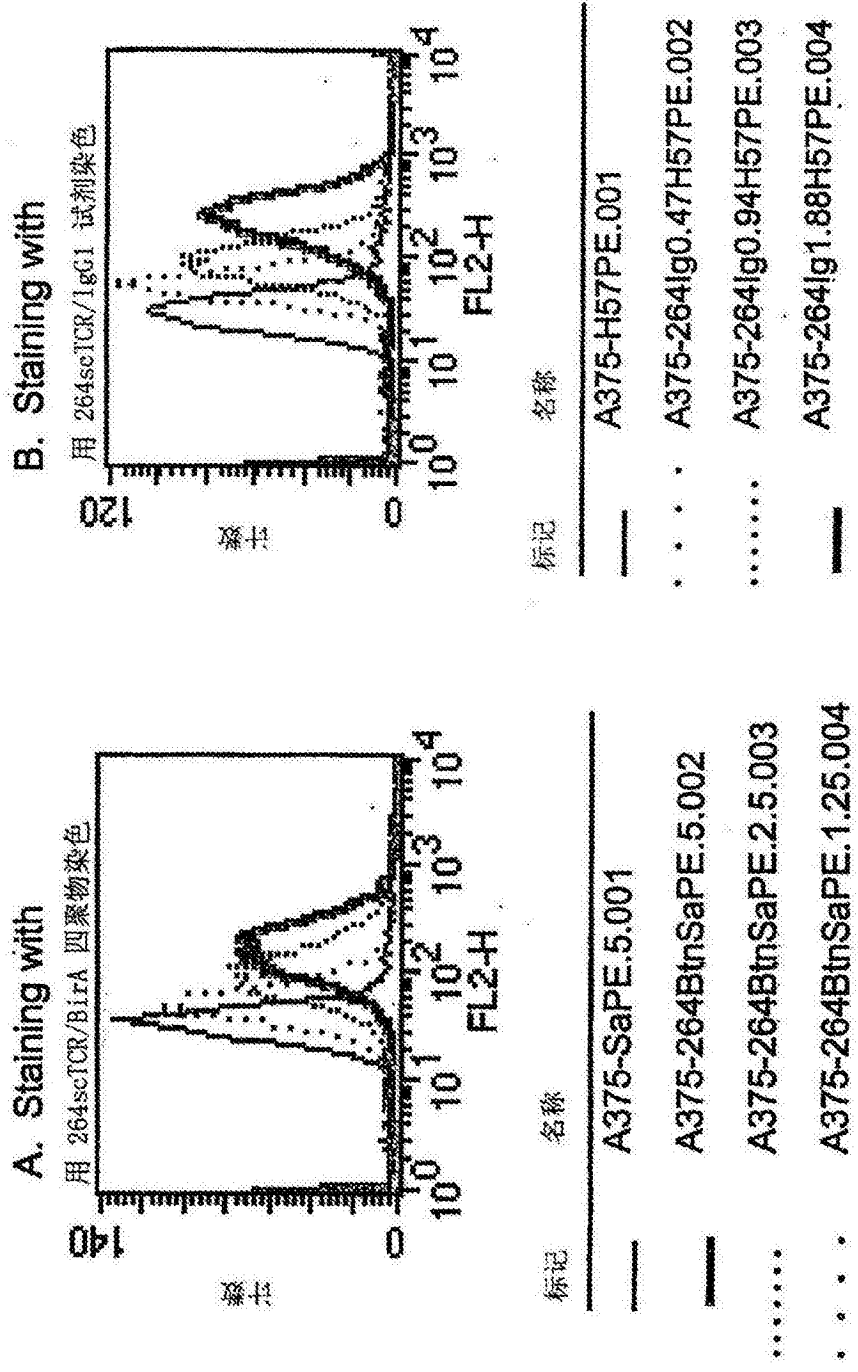 A. Staining with
用 264scTCR/BirA 四聚物染色
140
计数
0
10^0 10^1 10^2 10^3 10^4
FL2-H
标记 名称
A375-SaPE.5.001
A375-264BtnSaPE.5.002
A375-264BtnSaPE.2.5.003
A375-264BtnSaPE.1.25.004
B. Staining with
用 264scTCR/IgG1 试剂染色
120
计数
0
10^0 10^1 10^2 10^3 10^4
FL2-H
标记 名称
A375-H57PE.001
A375-264Ig0.47H57PE.002
A375-264Ig0.94H57PE.003
A375-264Ig1.88H57PE.004